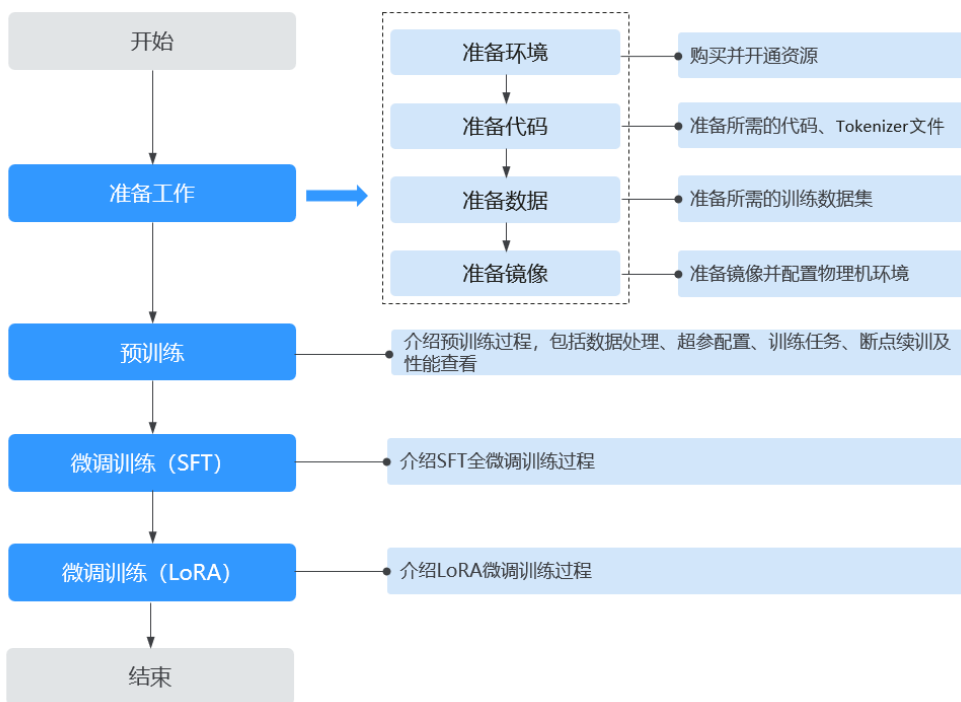 开始
准备工作
准备环境
购买并开通资源
准备代码
准备所需的代码、Tokenizer文件
准备数据
准备所需的训练数据集
准备镜像
准备镜像并配置物理机环境
预训练
介绍预训练过程，包括数据处理、超参配置、训练任务、断点续训及
性能查看
微调训练（SFT）
介绍SFT全微调训练过程
微调训练（LoRA）
介绍LoRA微调训练过程
结束